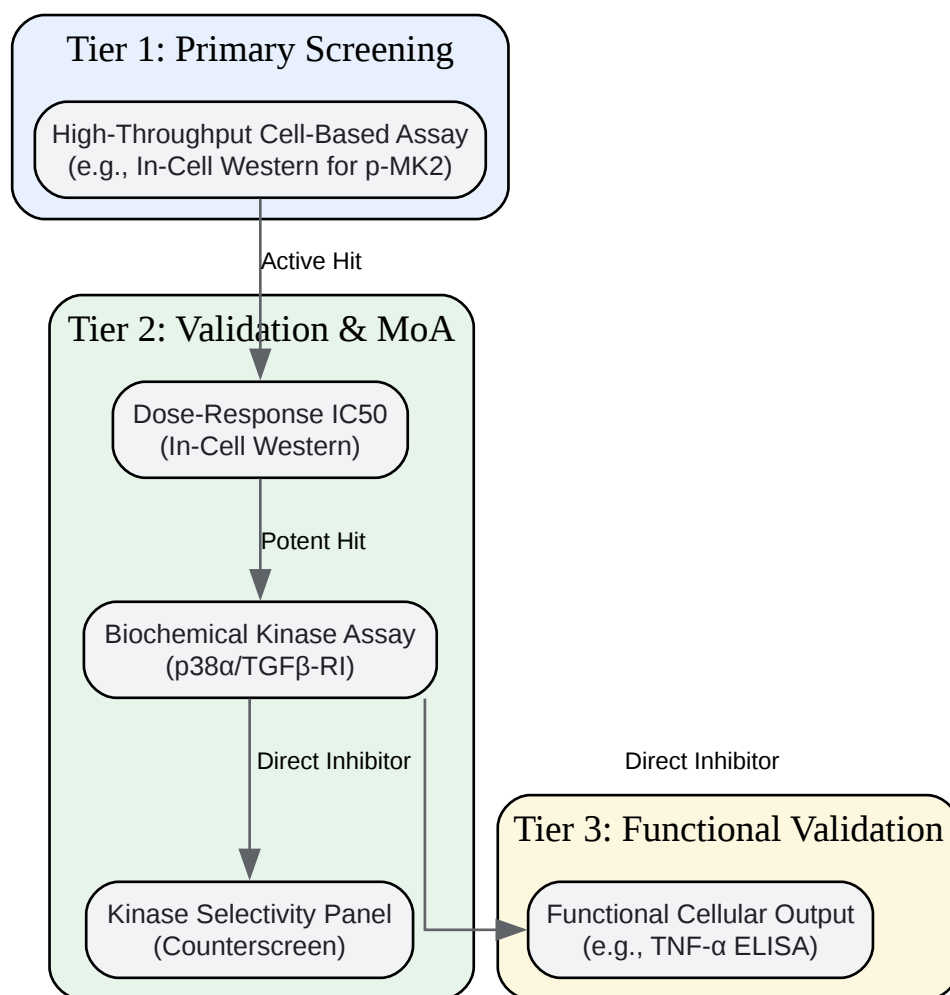 Tier 1: Primary Screening
High-Throughput Cell-Based Assay
(e.g., In-Cell Western for p-MK2)
Active Hit
Tier 2: Validation & MoA
Dose-Response IC50
(In-Cell Western)
Potent Hit
Biochemical Kinase Assay
(p38α/TGFβ-RI)
Direct Inhibitor
Direct Inhibitor
Tier 3: Functional Validation
Kinase Selectivity Panel
(Counterscreen)
Functional Cellular Output
(e.g., TNF-α ELISA)